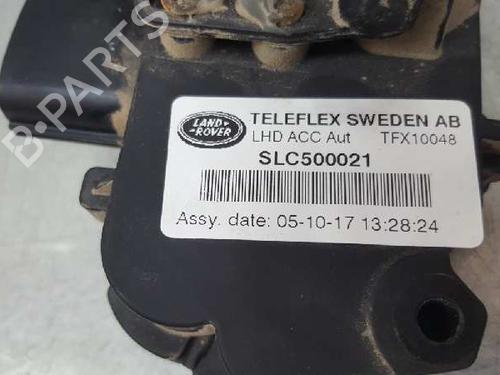 B-PARTS
LAND-
ROVER
TELEFLEX SWEDEN AB
LHD ACC Aut TFX10048
SLC500021
Assy. date: 05-10-17 13:28:24